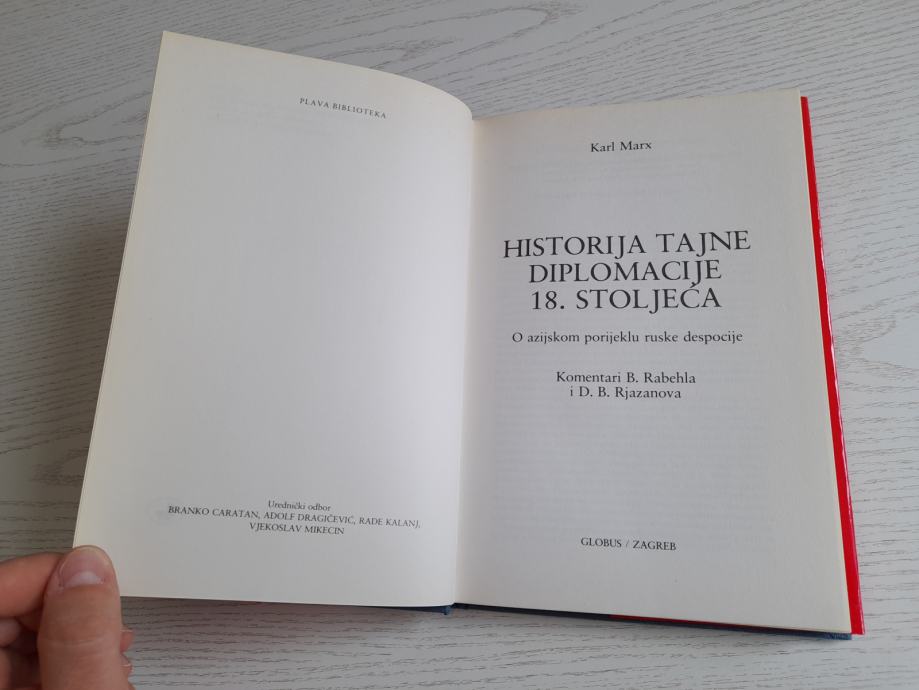 PLAVA BIBLIOTEKA
Urednički odbor
BRANKO CARATAN, ADOLF DRAGIČEVIĆ, RADE KALANJ,
VJEKOSLAV MIKECIN
Karl Marx
HISTORIJA TAJNE
DIPLOMACIJE
18. STOLJEĆA
O azijskom porijeklu ruske despocije
Komentari B. Rabehla
i D. B. Rjazanova
GLOBUS / ZAGREB